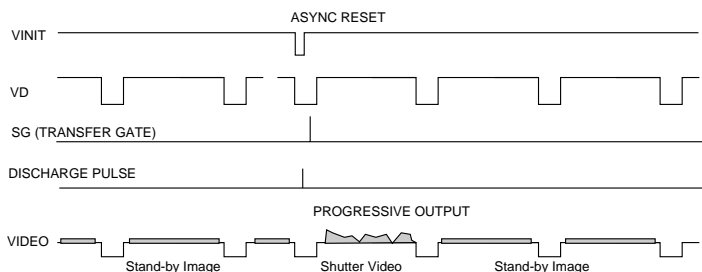 ASYNC RESET
VINIT
VD
SG (TRANSFER GATE)
DISCHARGE PULSE
PROGRESSIVE OUTPUT
VIDEO
Stand-by Image Shutter Video Stand-by Image